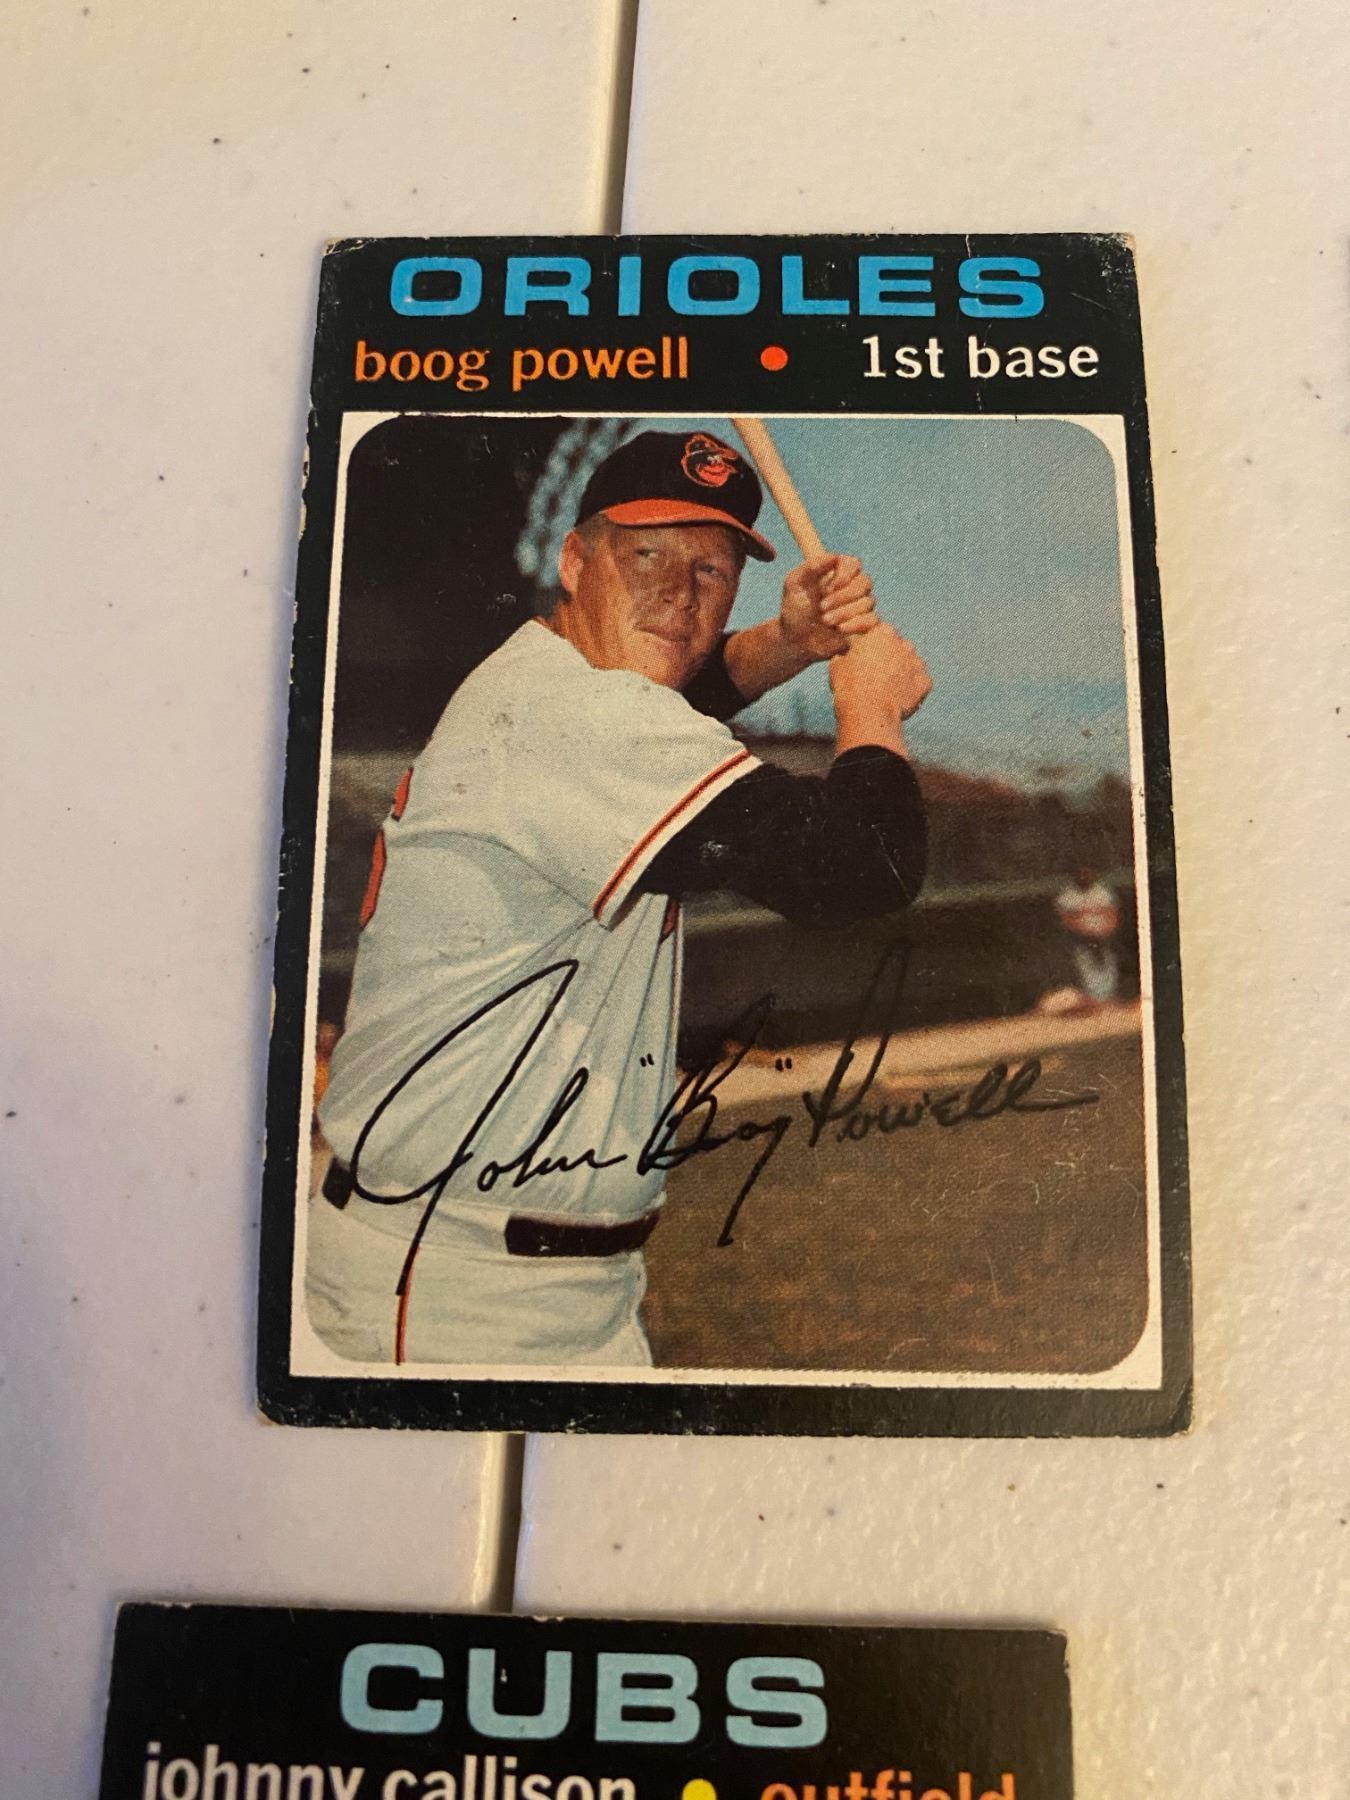 ORIOLES
boog powell • 1st base
John "Boog" Powell
CUBS
johnny callison • outfield